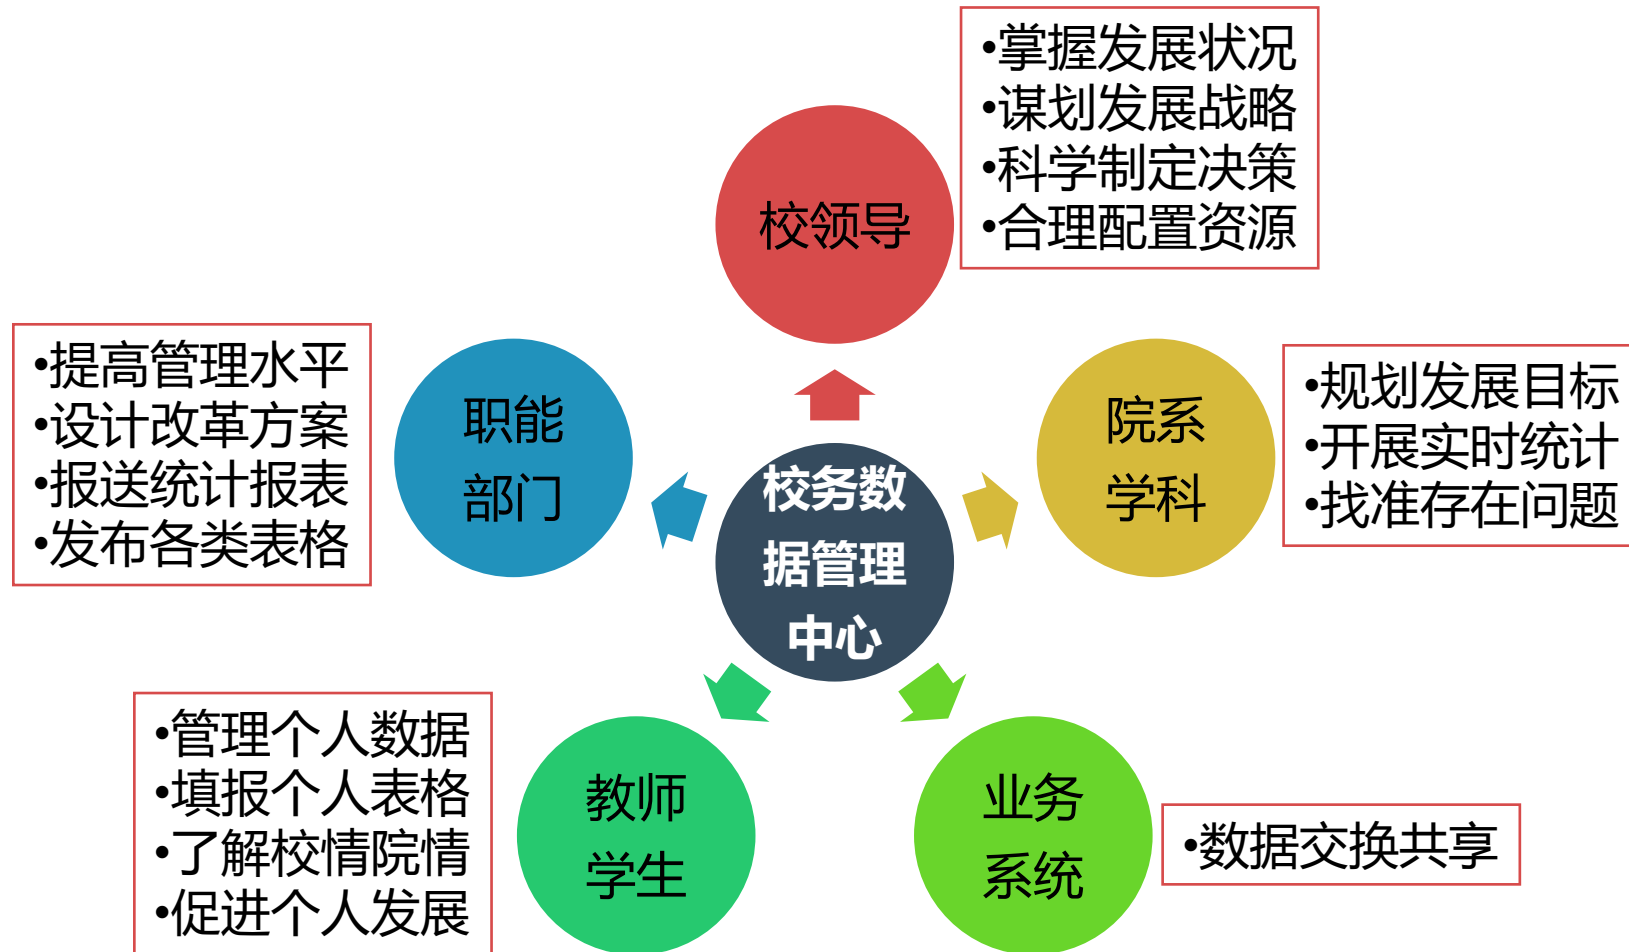 •掌握发展状况
•谋划发展战略
•科学制定决策
•合理配置资源
校领导
•提高管理水平
•设计改革方案
•报送统计报表
•发布各类表格
职能
部门
院系
学科
•规划发展目标
•开展实时统计
•找准存在问题
校务数
据管理
中心
•管理个人数据
•填报个人表格
•了解校情院情
•促进个人发展
教师
学生
业务
系统
•数据交换共享